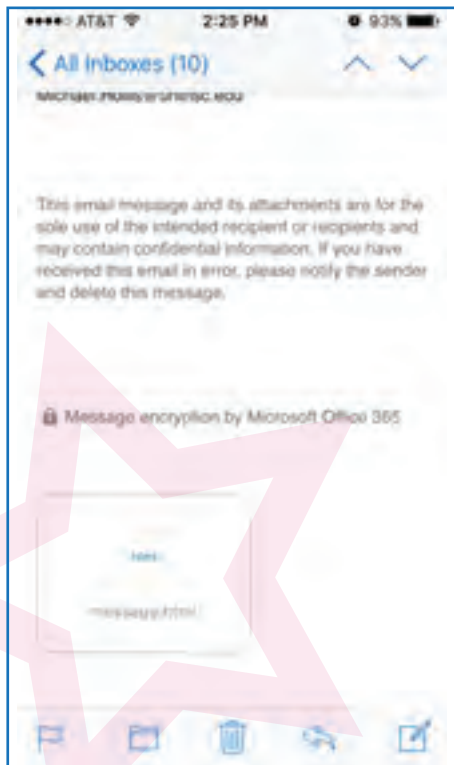 AT&T 2:25 PM 93%
All Inboxes (10)
This email message and its attachments are for the
sole use of the intended recipient or recipients and
may contain confidential information. If you have
received this email in error, please notify the sender
and delete this message.
Message encryption by Microsoft Office 365
message.html